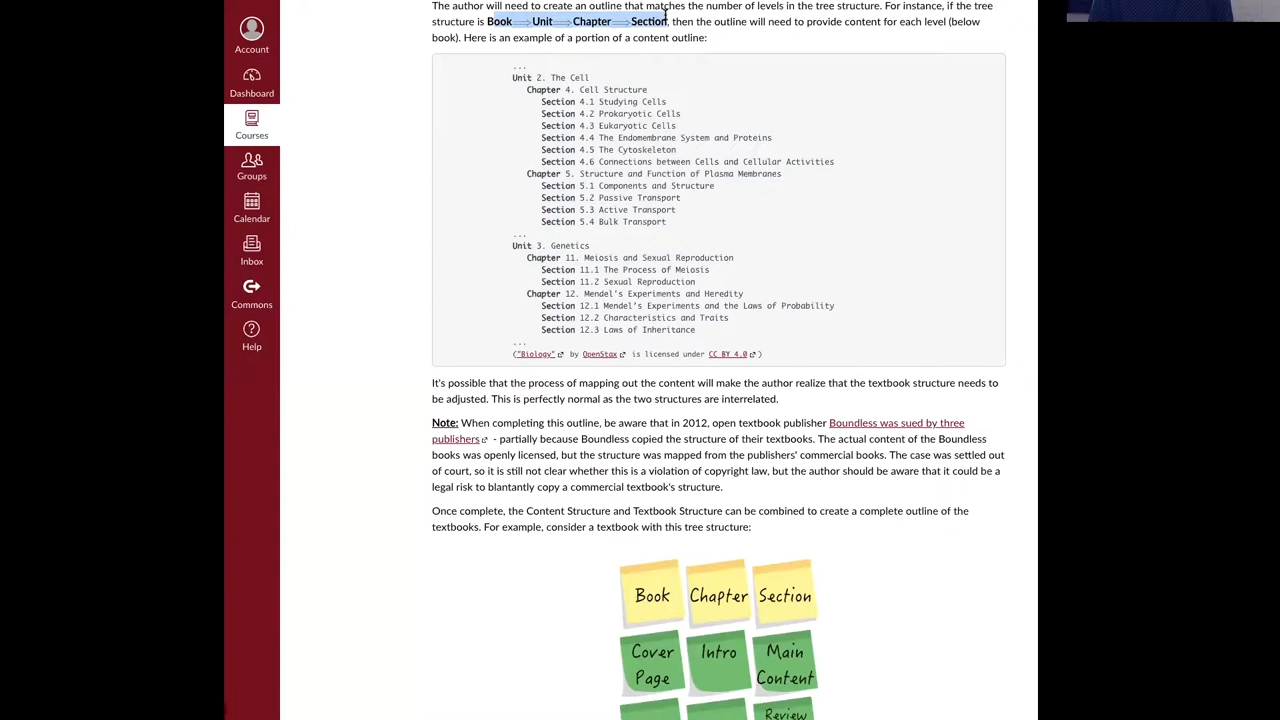 Account
Dashboard
Courses
Groups
Calendar
Inbox
Commons
Help
The author will need to create an outline that matches the number of levels in the tree structure. For instance, if the tree
structure is Book ⟹ Unit ⟹ Chapter ⟹ Section, then the outline will need to provide content for each level (below
book). Here is an example of a portion of a content outline:
...
Unit 2. The Cell
Chapter 4. Cell Structure
Section 4.1 Studying Cells
Section 4.2 Prokaryotic Cells
Section 4.3 Eukaryotic Cells
Section 4.4 The Endomembrane System and Proteins
Section 4.5 The Cytoskeleton
Section 4.6 Connections between Cells and Cellular Activities
Chapter 5. Structure and Function of Plasma Menbranes
Section 5.1 Components and Structure
Section 5.2 Passive Transport
Section 5.3 Active Transport
Section 5.4 Bulk Transport
...
Unit 3. Genetics
Chapter 11. Meiosis and Sexual Reproduction
Section 11.1 The Process of Meiosis
Section 11.2 Sexual Reproduction
Chapter 12. Mendel's Experiments and Heredity
Section 12.1 Mendel's Experiments and the Laws of Probability
Section 12.2 Characteristics and Traits
Section 12.3 Laws of Inheritance
...
("Biology" by OpenStax is licensed under CC BY 4.0)
It's possible that the process of mapping out the content will make the author realize that the textbook structure needs to
be adjusted. This is perfectly normal as the two structures are interrelated.
Note: When completing this outline, be aware that in 2012, open textbook publisher Boundless was sued by three
publishers - partially because Boundless copied the structure of their textbooks. The actual content of the Boundless
books was openly licensed, but the structure was mapped from the publishers' commercial books. The case was settled out
of court, so it is still not clear whether this is a violation of copyright law, but the author should be aware that it could be a
legal risk to blantantly copy a commercial textbook's structure.
Once complete, the Content Structure and Textbook Structure can be combined to create a complete outline of the
textbooks. For example, consider a textbook with this tree structure:
Book Chapter Section
Cover Page Intro Main Content
Review